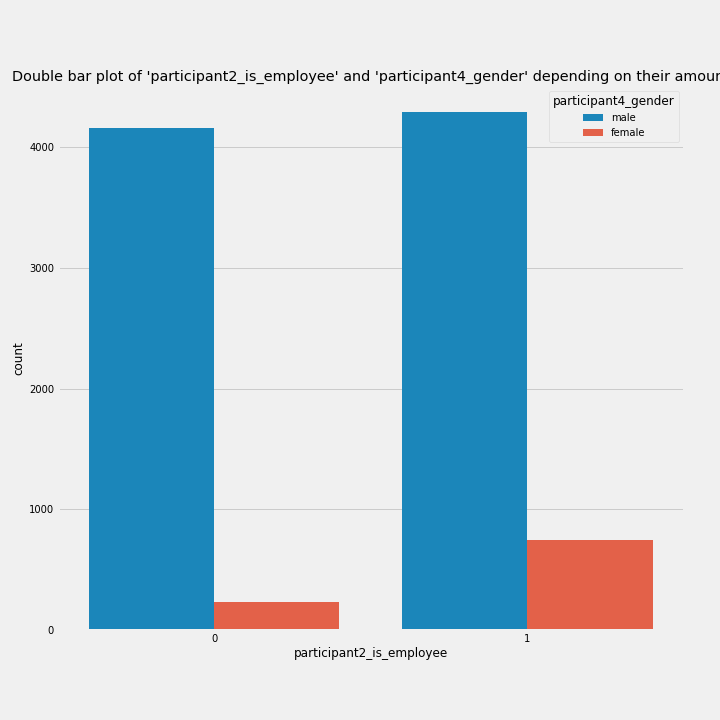 Double bar plot of 'participant2_is_employee' and 'participant4_gender' depending on their amour
participant4_gender
male
female
4000
3000
2000
1000
0
count
0 1
participant2_is_employee